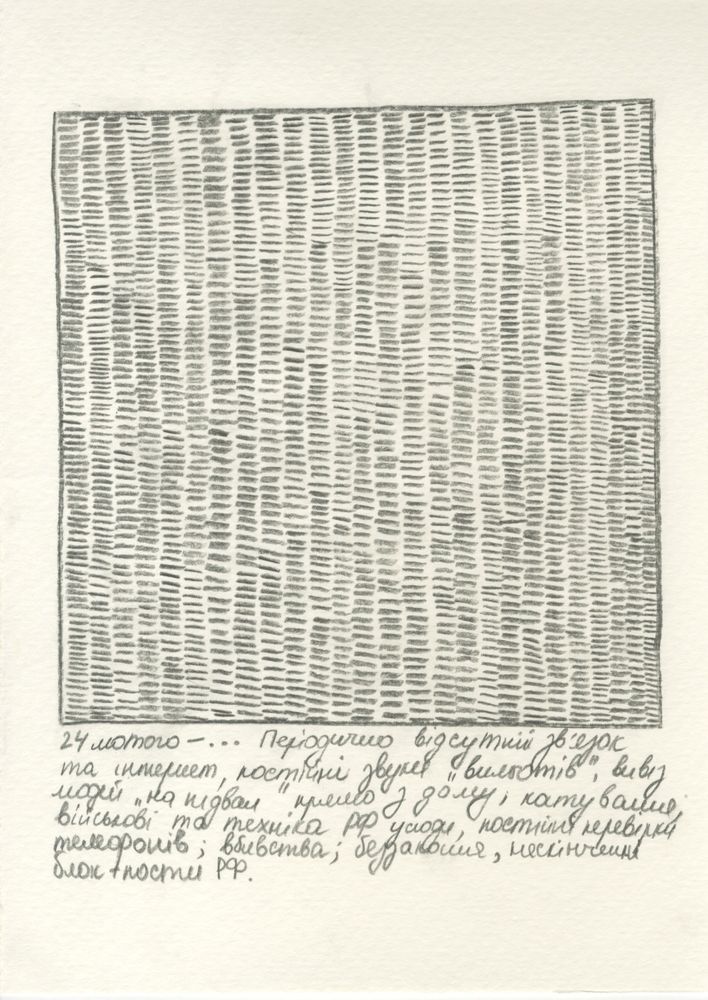 24 лютого – ... Періодично відсутній зв'язок
та інтернет, постійні звуки „вильотів", вивіз
людей „на підвал" прямо з дому; катування;
військові та техніка РФ усюди, постійні перевірки
телефонів; вбивства; беззаконня, нескінченні
блок-пости РФ.